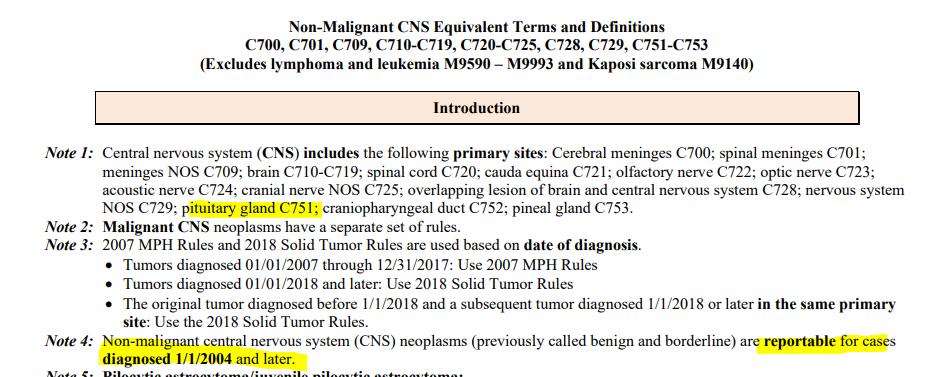 Non-Malignant CNS Equivalent Terms and Definitions
C700, C701, C709, C710-C719, C720-C725, C728, C729, C751-C753
(Excludes lymphoma and leukemia M9590 – M9993 and Kaposi sarcoma M9140)
Introduction
Note 1: Central nervous system (CNS) includes the following primary sites: Cerebral meninges C700; spinal meninges C701;
meninges NOS C709; brain C710-C719; spinal cord C720; cauda equina C721; olfactory nerve C722; optic nerve C723;
acoustic nerve C724; cranial nerve NOS C725; overlapping lesion of brain and central nervous system C728; nervous system
NOS C729; pituitary gland C751; craniopharyngeal duct C752; pineal gland C753.
Note 2: Malignant CNS neoplasms have a separate set of rules.
Note 3: 2007 MPH Rules and 2018 Solid Tumor Rules are used based on date of diagnosis.
• Tumors diagnosed 01/01/2007 through 12/31/2017: Use 2007 MPH Rules
• Tumors diagnosed 01/01/2018 and later: Use 2018 Solid Tumor Rules
• The original tumor diagnosed before 1/1/2018 and a subsequent tumor diagnosed 1/1/2018 or later in the same primary
site: Use the 2018 Solid Tumor Rules.
Note 4: Non-malignant central nervous system (CNS) neoplasms (previously called benign and borderline) are reportable for cases
diagnosed 1/1/2004 and later.
Note 5: Pilocytic astrocytoma/juvenile pilocytic astrocytoma: